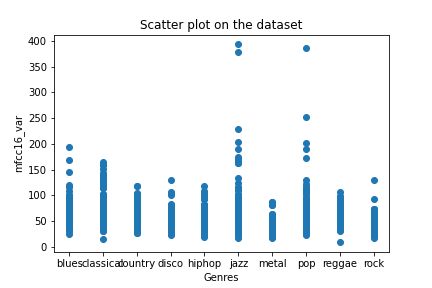 Scatter plot on the dataset
400
350
300
250
200
150
100
50
0
mfcc16_var
blues classical country disco hiphop jazz metal pop reggae rock
Genres